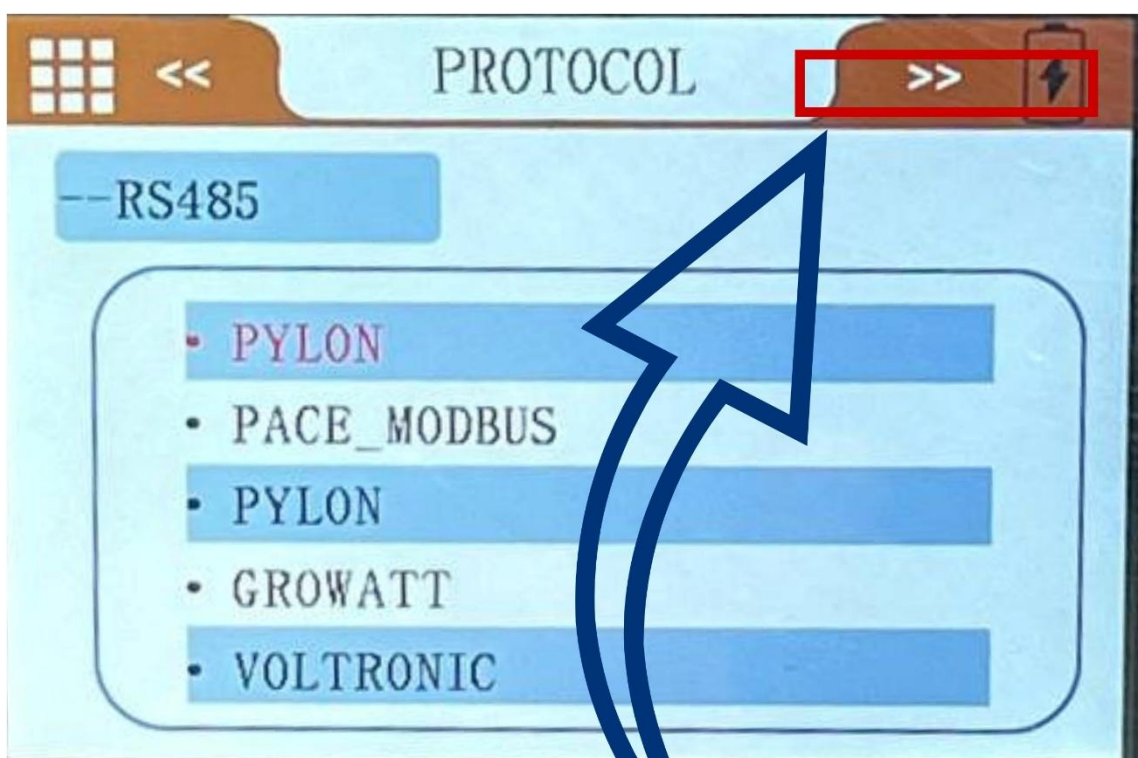 << PROTOCOL >>
--RS485
• PYLON
• PACE_MODBUS
• PYLON
• GROWATT
• VOLTRONIC